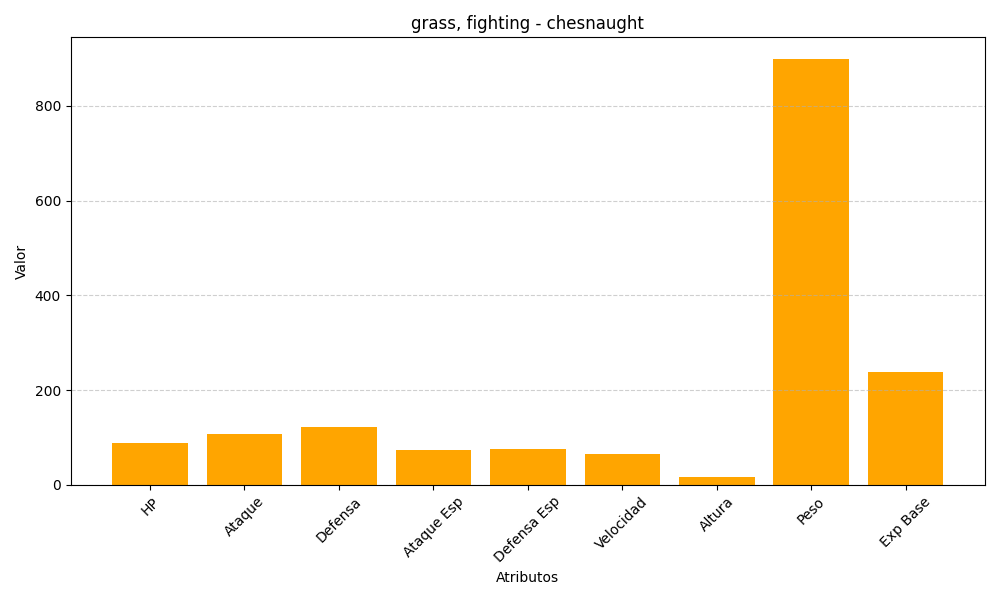 grass, fighting - chesnaught
Valor
800
600
400
200
0
HP
Ataque
Defensa
Ataque Esp
Defensa Esp
Velocidad
Altura
Peso
Exp Base
Atributos